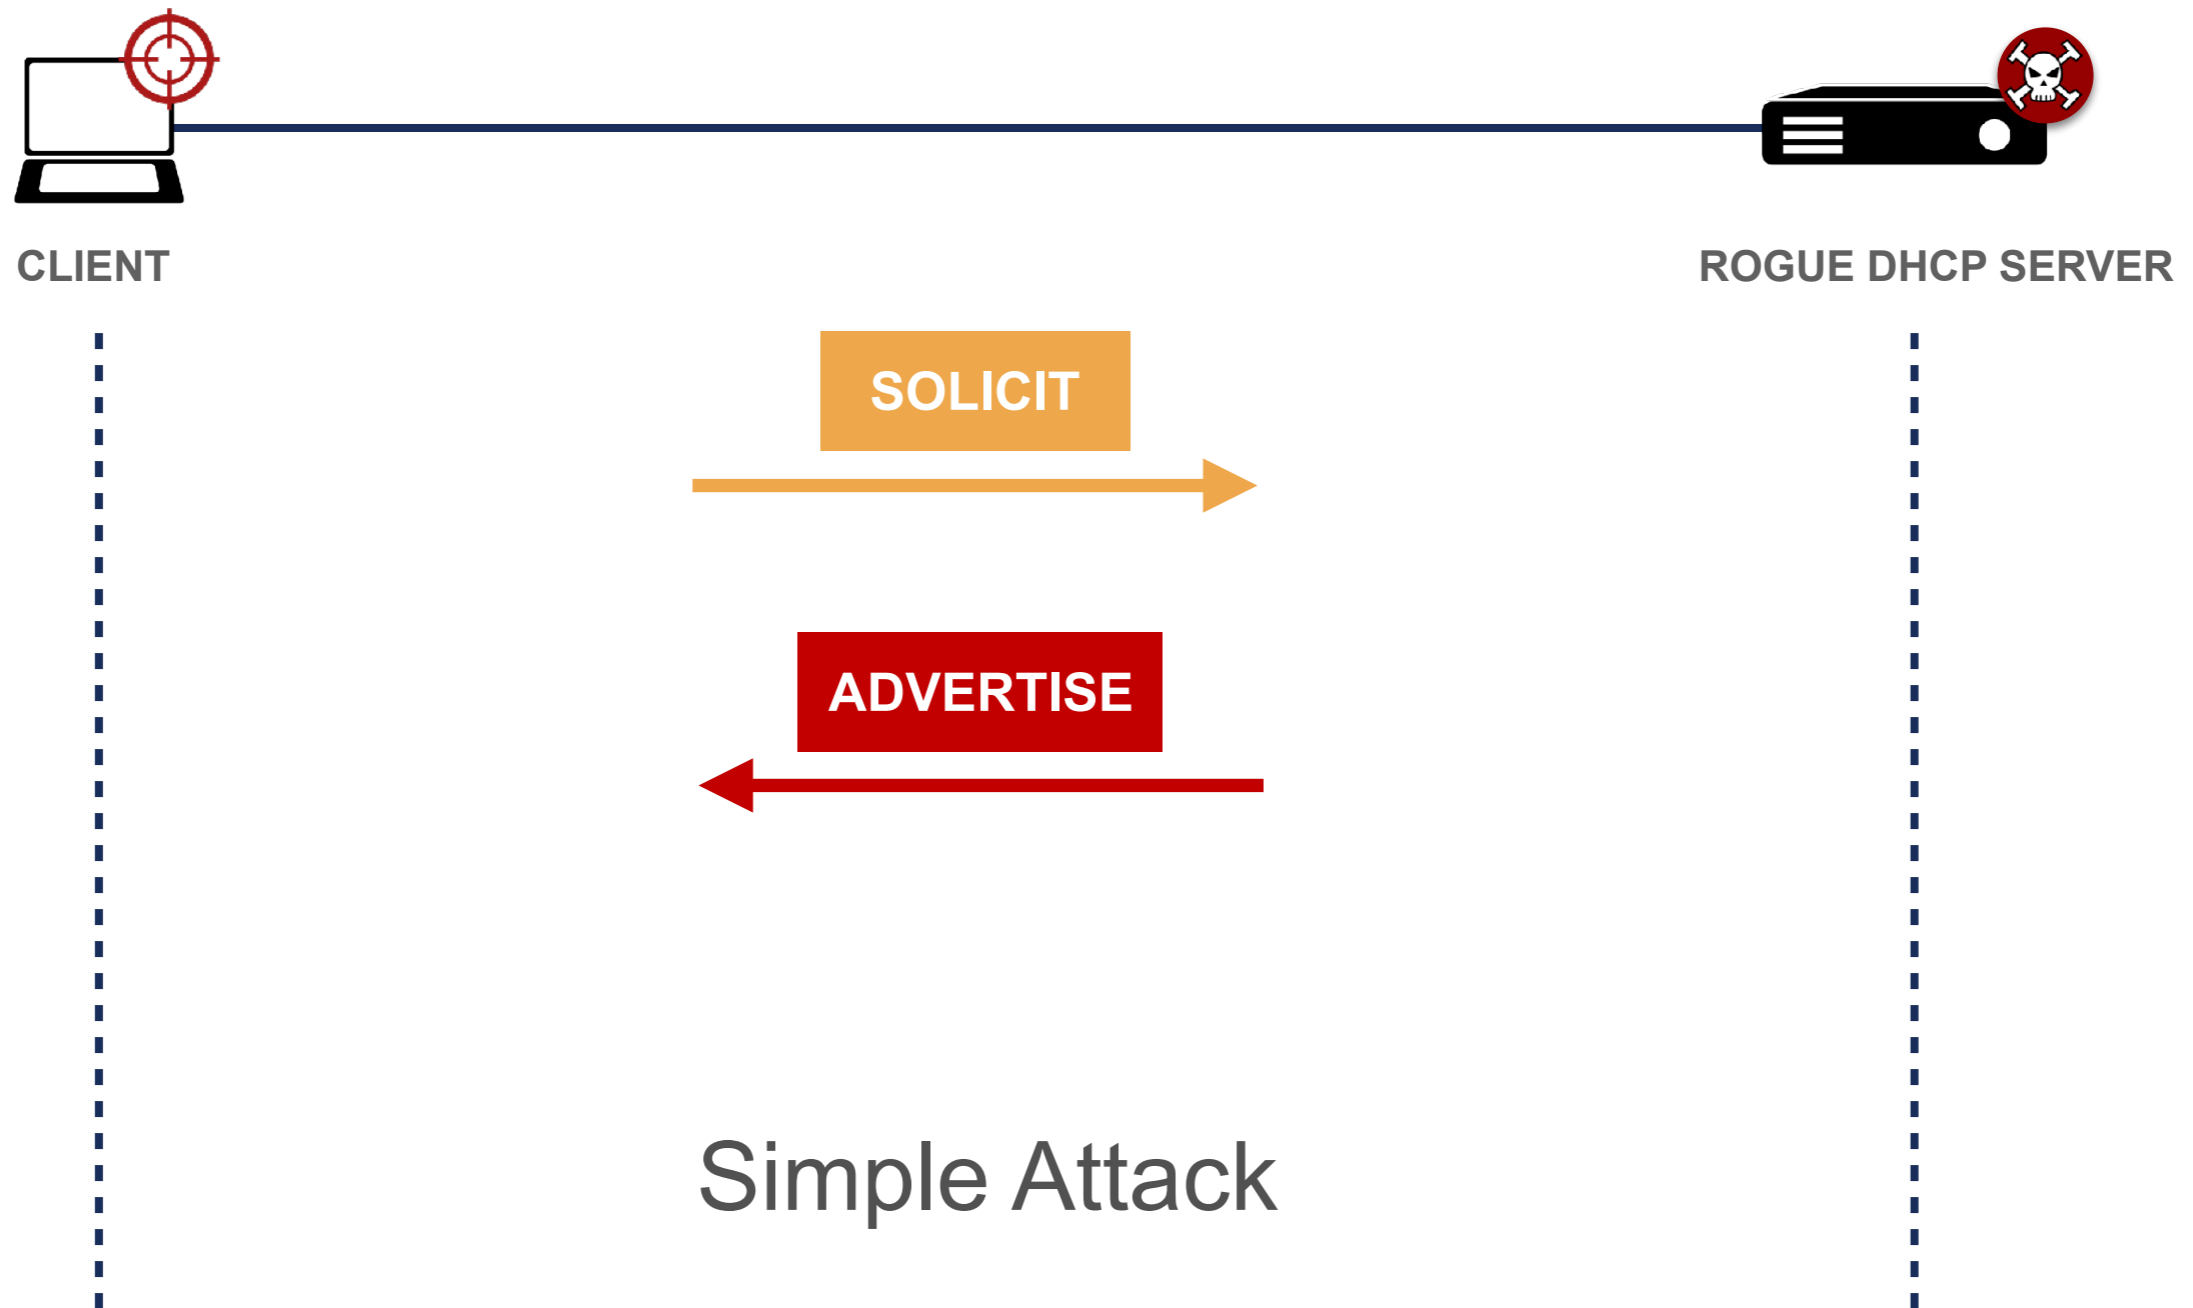 CLIENT
ROGUE DHCP SERVER
SOLICIT
ADVERTISE
Simple Attack